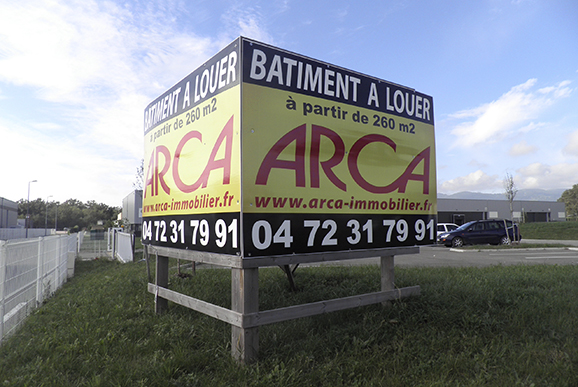 BATIMENT A LOUER
à partir de 260 m2
ARCA
www.arca-immobilier.fr
04 72 31 79 91
BATIMENT A LOUER
à partir de 260 m2
ARCA
www.arca-immobilier.fr
04 72 31 79 91